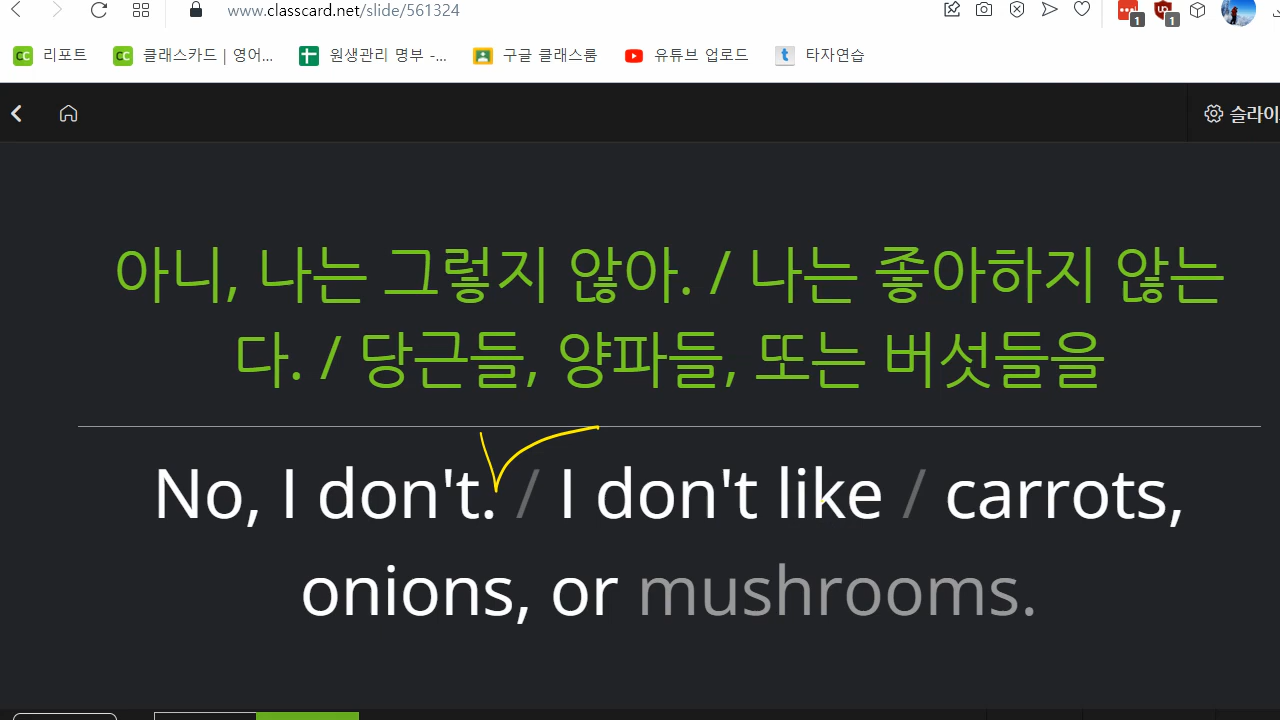 www.classcard.net/slide/561324
1 1
리포트 클래스카드 | 영어... 원생관리 명부 -... 구글 클래스룸 유튜브 업로드 타자연습
아니, 나는 그렇지 않아. / 나는 좋아하지 않는
다. / 당근들, 양파들, 또는 버섯들을
No, I don't. / I don't like / carrots,
onions, or mushrooms.